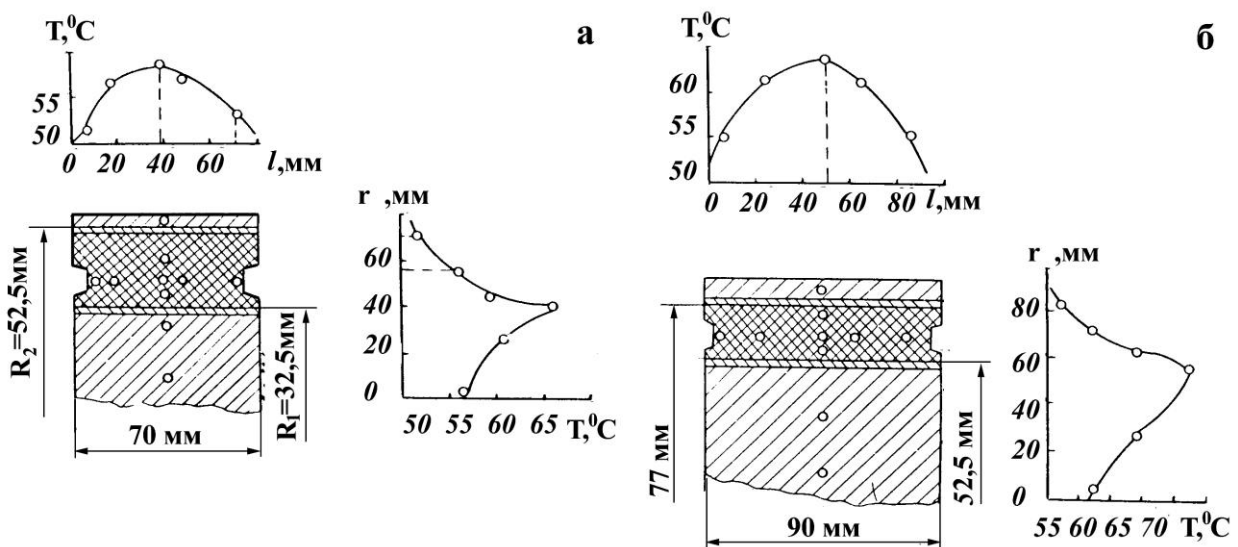 а
T,⁰C
55
50
0 20 40 60 l,мм
R₂=52,5мм
R₁=32,5мм
70 мм
r ,мм
60
40
20
0
50 55 60 65 T,⁰C
б
T,⁰C
60
55
50
0 20 40 60 80 l,мм
77 мм
52,5 мм
90 мм
r ,мм
80
60
40
20
0
55 60 65 70 T,⁰C